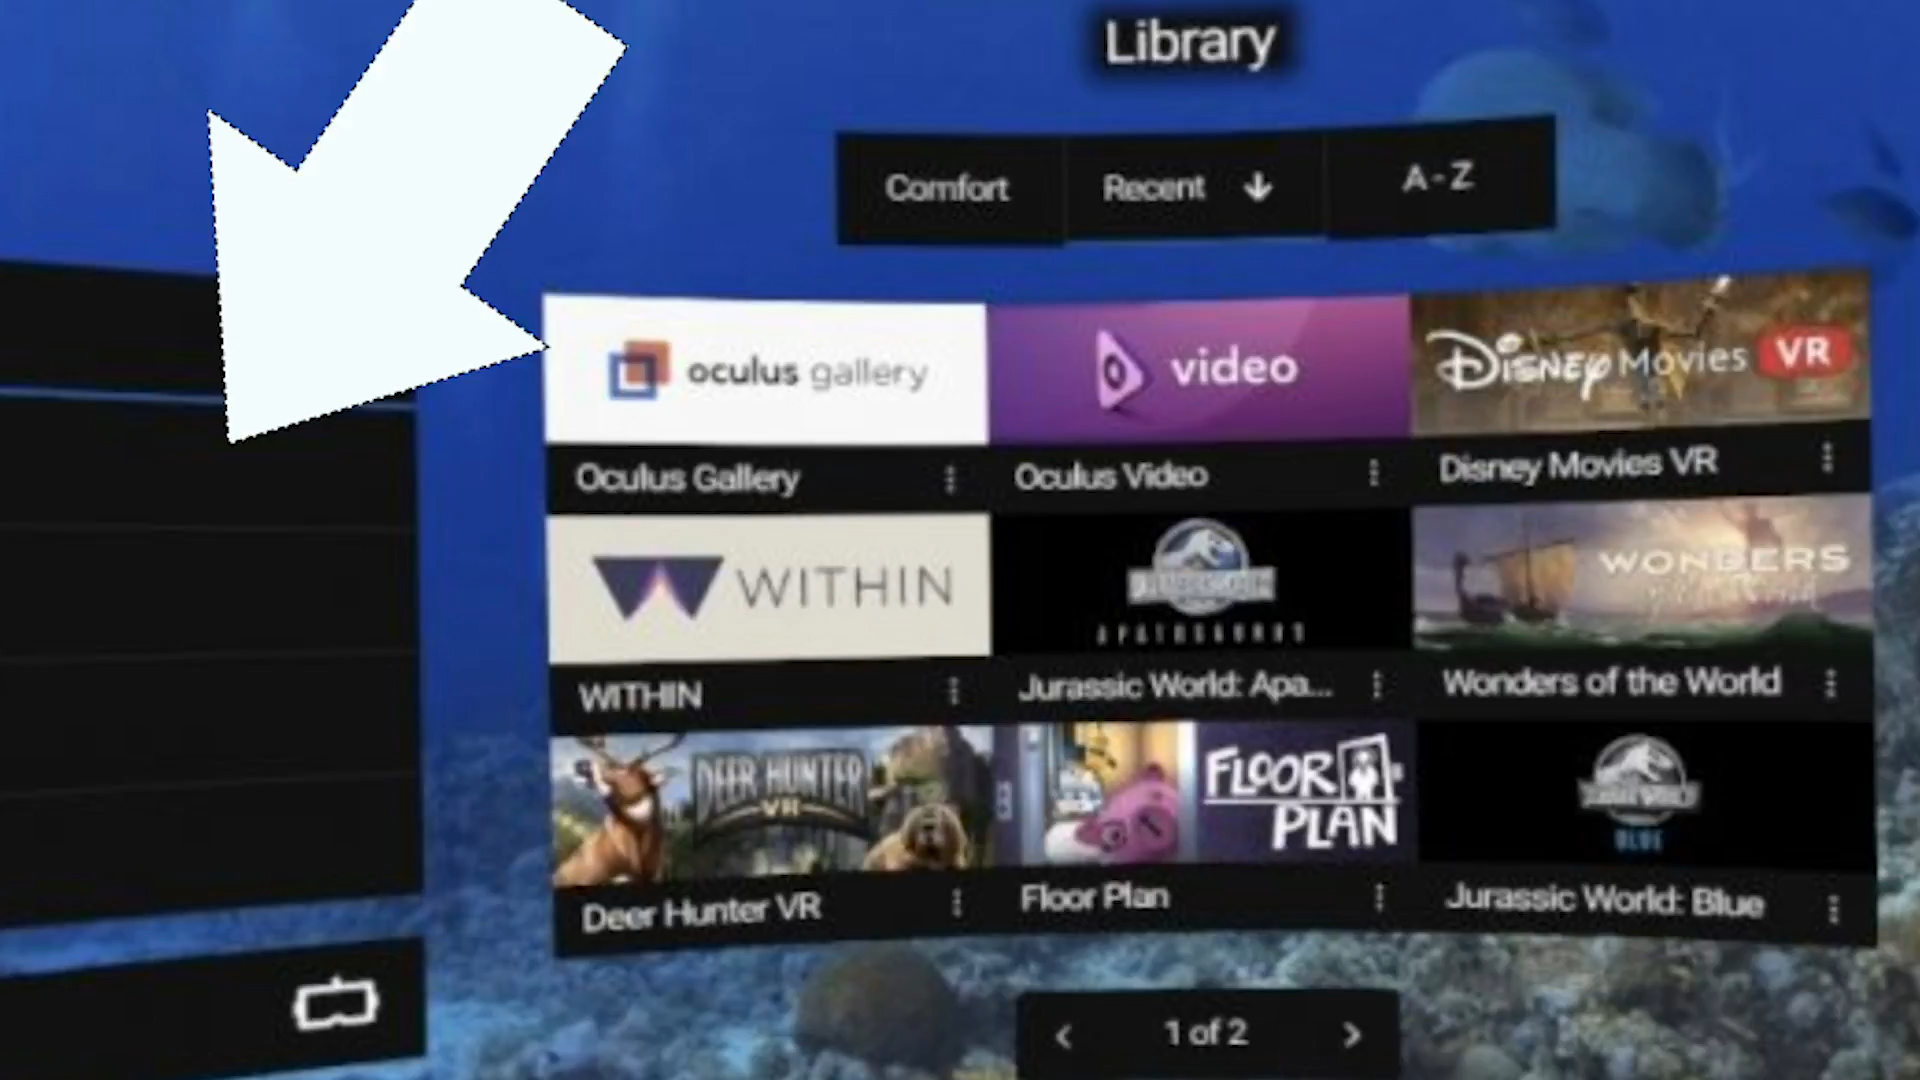 Library
Comfort Recent A-Z
oculus gallery
video
Disney Movies VR
Oculus Gallery
Oculus Video
Disney Movies VR
WITHIN
APATOSAURUS
WONDERS
WITHIN
Jurassic World: Apa...
Wonders of the World
DEER HUNTER
VR
FLOOR
PLAN
BLUE
Deer Hunter VR
Floor Plan
Jurassic World: Blue
1 of 2